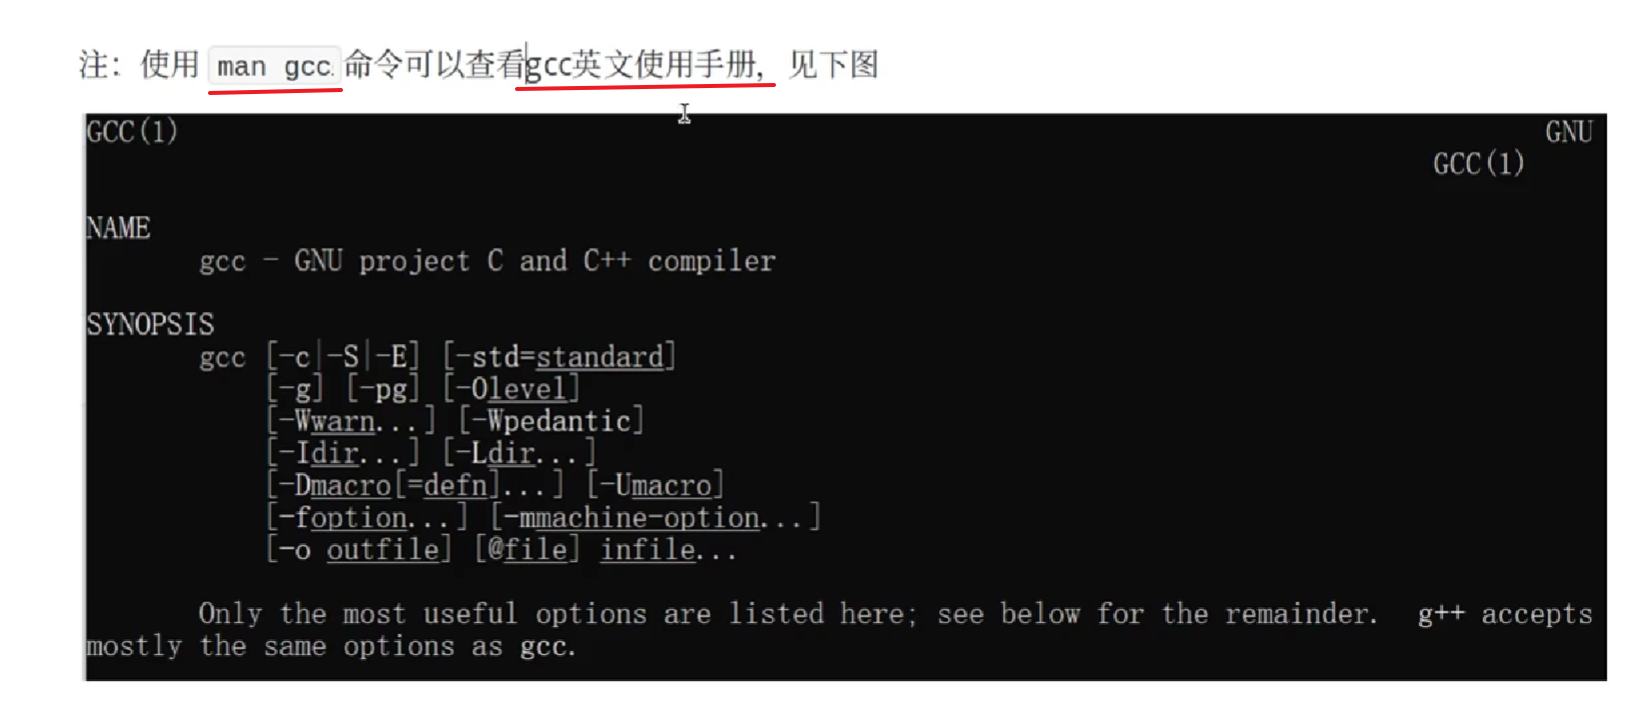 注：使用 man gcc 命令可以查看gcc英文使用手册，见下图
GCC(1) GNU
GCC(1)
NAME
gcc - GNU project C and C++ compiler
SYNOPSIS
gcc [-c|-S|-E] [-std=standard]
[-g] [-pg] [-Olevel]
[-Wwarn...] [-Wpedantic]
[-Idir...] [-Ldir...]
[-Dmacro[=defn]...] [-Umacro]
[-foption...] [-mmachine-option...]
[-o outfile] [@file] infile...
Only the most useful options are listed here; see below for the remainder. g++ accepts
mostly the same options as gcc.